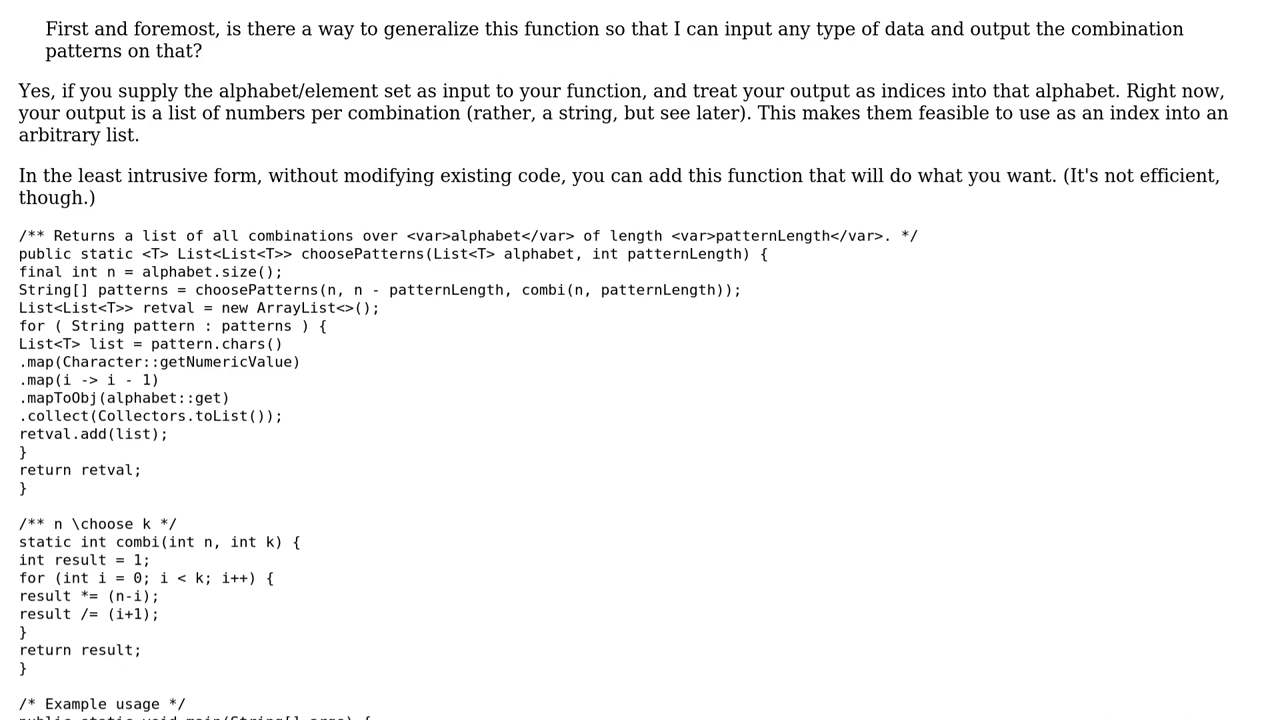 First and foremost, is there a way to generalize this function so that I can input any type of data and output the combination
patterns on that?
Yes, if you supply the alphabet/element set as input to your function, and treat your output as indices into that alphabet. Right now,
your output is a list of numbers per combination (rather, a string, but see later). This makes them feasible to use as an index into an
arbitrary list.
In the least intrusive form, without modifying existing code, you can add this function that will do what you want. (It's not efficient,
though.)
/** Returns a list of all combinations over <var>alphabet</var> of length <var>patternLength</var>. */
public static <T> List<List<T>> choosePatterns(List<T> alphabet, int patternLength) {
final int n = alphabet.size();
String[] patterns = choosePatterns(n, n - patternLength, combi(n, patternLength));
List<List<T>> retval = new ArrayList<>();
for ( String pattern : patterns ) {
List<T> list = pattern.chars()
.map(Character::getNumericValue)
.map(i -> i - 1)
.mapToObj(alphabet::get)
.collect(Collectors.toList());
retval.add(list);
}
return retval;
}
/** n \choose k */
static int combi(int n, int k) {
int result = 1;
for (int i = 0; i < k; i++) {
result *= (n-i);
result /= (i+1);
}
return result;
}
/* Example usage */
public static void main(String[] args) {